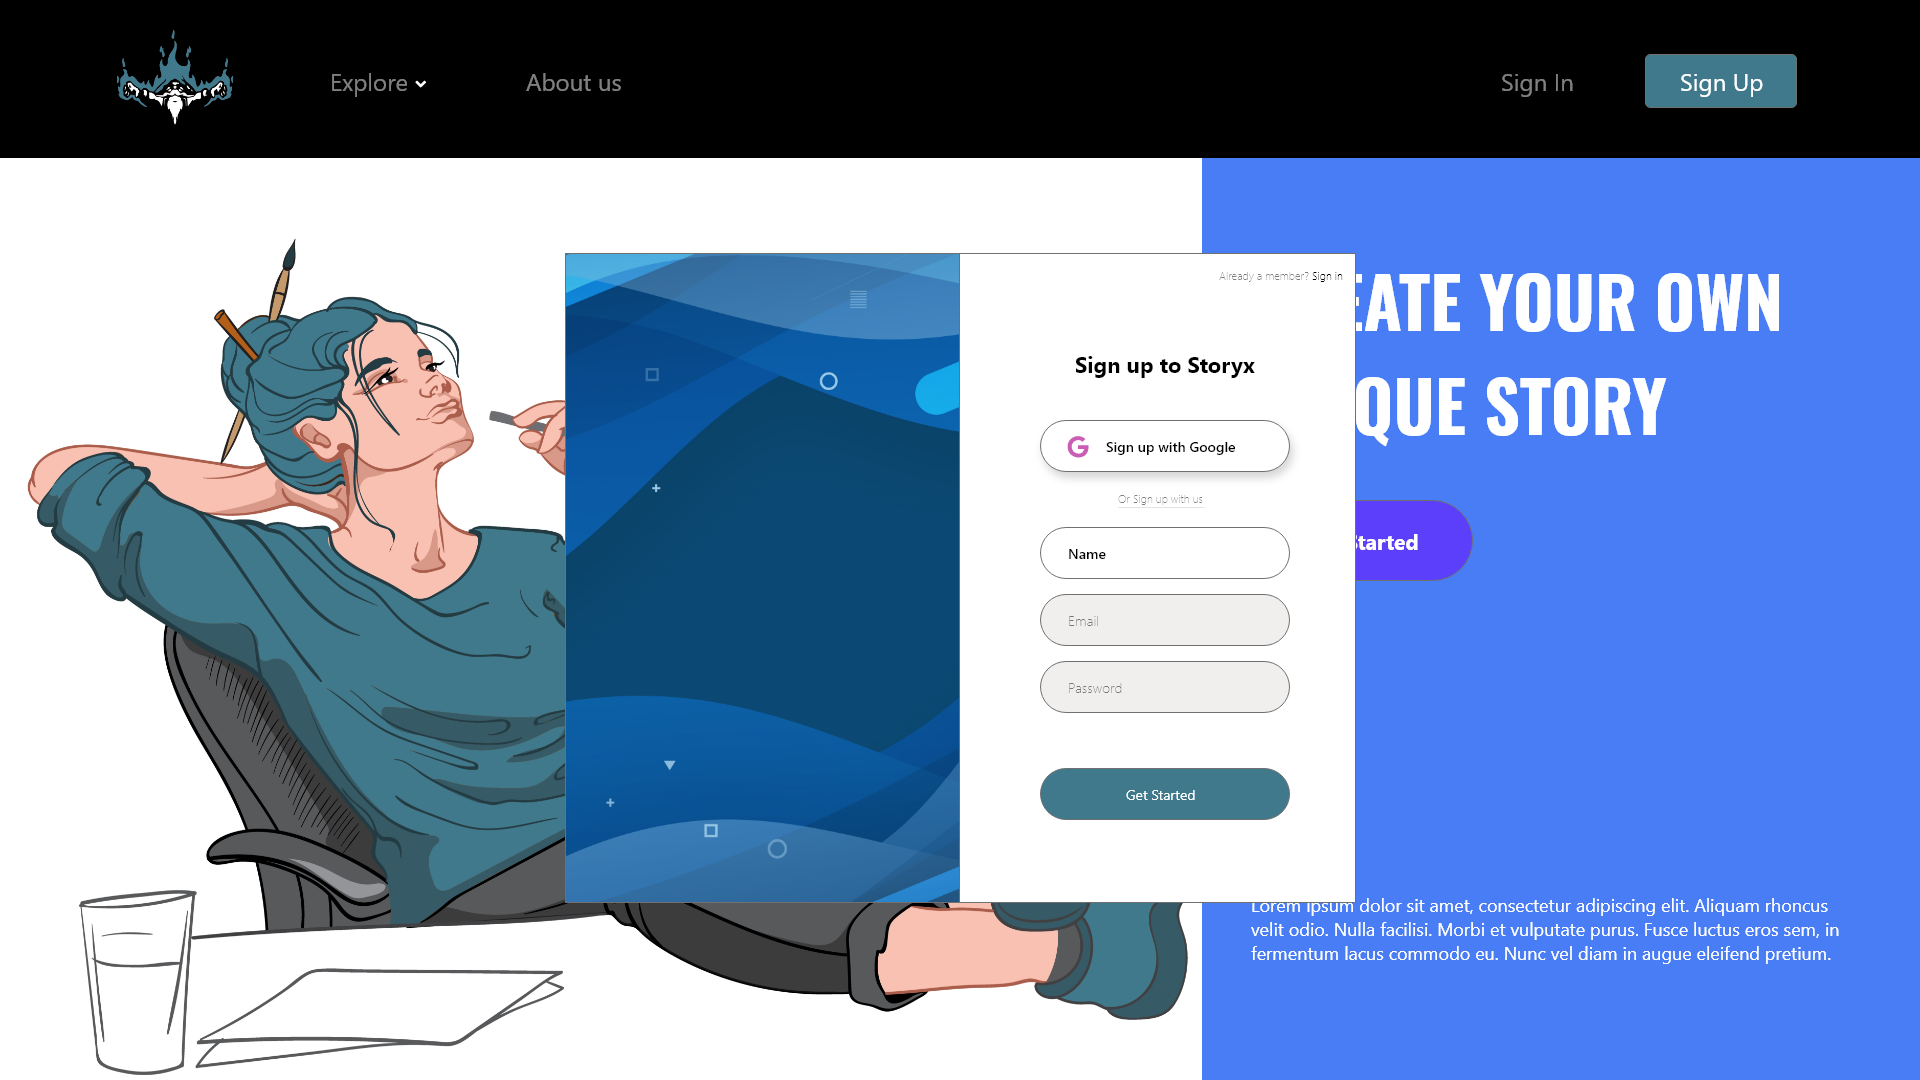 Explore
About us
Sign In
Sign Up
Already a member? Sign in
Sign up to Storyx
Sign up with Google
Or Sign up with us
Name
Email
Password
Get Started
EATE YOUR OWN
QUE STORY
Started
Lorem ipsum dolor sit amet, consectetur adipiscing elit. Aliquam rhoncus
velit odio. Nulla facilisi. Morbi et vulputate purus. Fusce luctus eros sem, in
fermentum lacus commodo eu. Nunc vel diam in augue eleifend pretium.